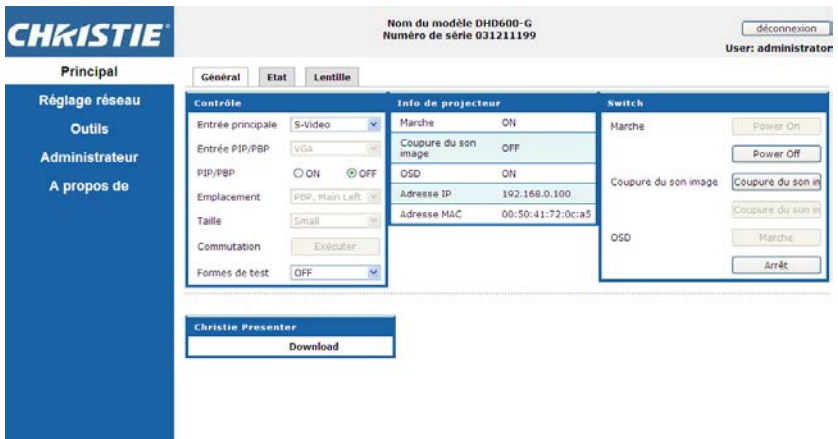 CHRISTIE
Nom du modèle DHD600-G
Numéro de série 031211199
déconnexion
User: administrator
Principal
Réglage réseau
Outils
Administrateur
A propos de
Général
Etat
Lentille
Contrôle
Entrée principale S-Video
Entrée PIP/PBP VGA
PIP/PBP ON OFF
Emplacement PBP, Main Left
Taille Small
Commutation Exécuter
Formes de test OFF
Info de projecteur
Marche ON
Coupure du son image OFF
OSD ON
Adresse IP 192.168.0.100
Adresse MAC 00:50:41:72:0c:a5
Switch
Marche Power On
Power Off
Coupure du son image Coupure du son in
Coupure du son in
OSD Marche
Arrêt
Christie Presenter
Download